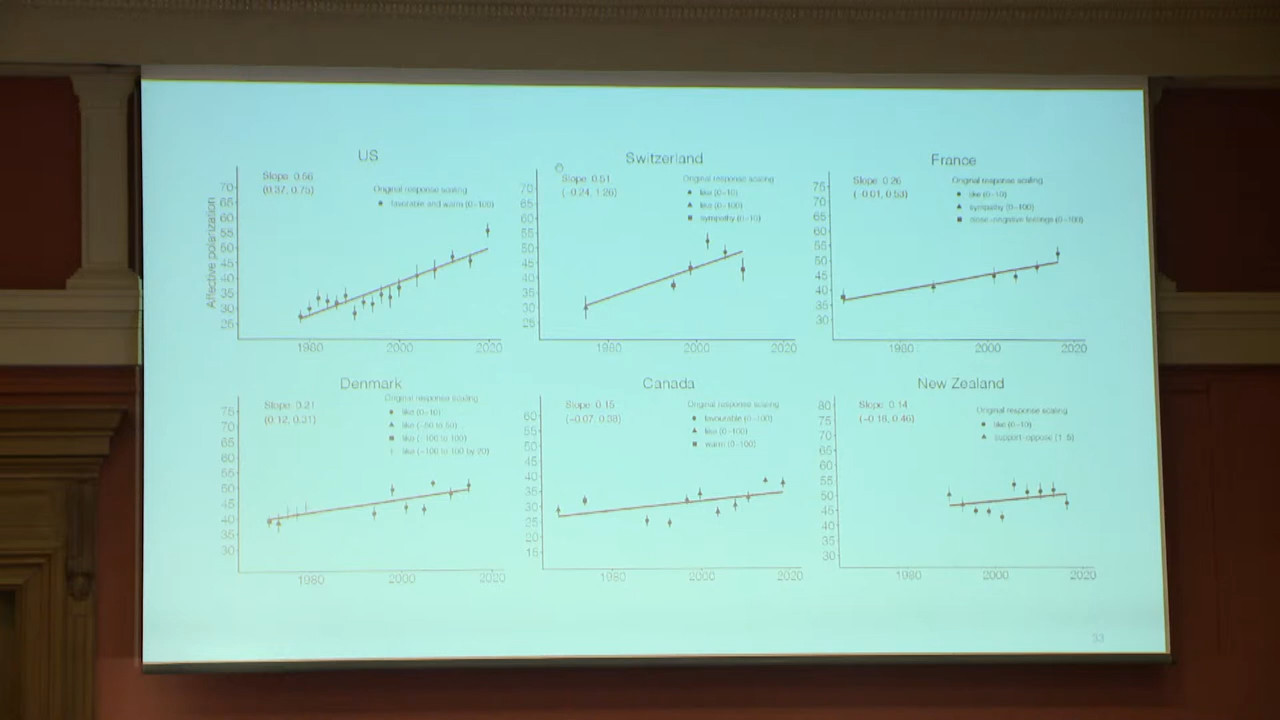 US
Slope: 0.56
(0.37, 0.75)
Original response scaling
favorable and warm (0-100)
Affective polarization
70
65
60
55
50
45
40
35
30
25
1980 2000 2020
Switzerland
Slope: 0.51
(-0.24, 1.26)
Original response scaling
like (0-10)
like (0-100)
sympathy (0-10)
70
65
60
55
50
45
40
35
30
25
1980 2000 2020
France
Slope: 0.26
(-0.01, 0.53)
Original response scaling
like (0-10)
sympathy (0-100)
feelings (0-100)
75
70
65
60
55
50
45
40
35
30
1980 2000 2020
Denmark
Slope: 0.21
(0.12, 0.31)
Original response scaling
like (0-10)
like (-50 to 50)
like (-100 to 100)
like (-100 to 100 by 20)
75
70
65
60
55
50
45
40
35
30
1980 2000 2020
Canada
Slope: 0.15
(-0.07, 0.38)
Original response scaling
favourable (0-100)
like (0-100)
warm (0-100)
60
55
50
45
40
35
30
25
20
15
1980 2000 2020
New Zealand
Slope: 0.14
(-0.18, 0.46)
Original response scaling
like (0-10)
support-oppose (1-5)
80
75
70
65
60
55
50
45
40
35
30
1980 2000 2020